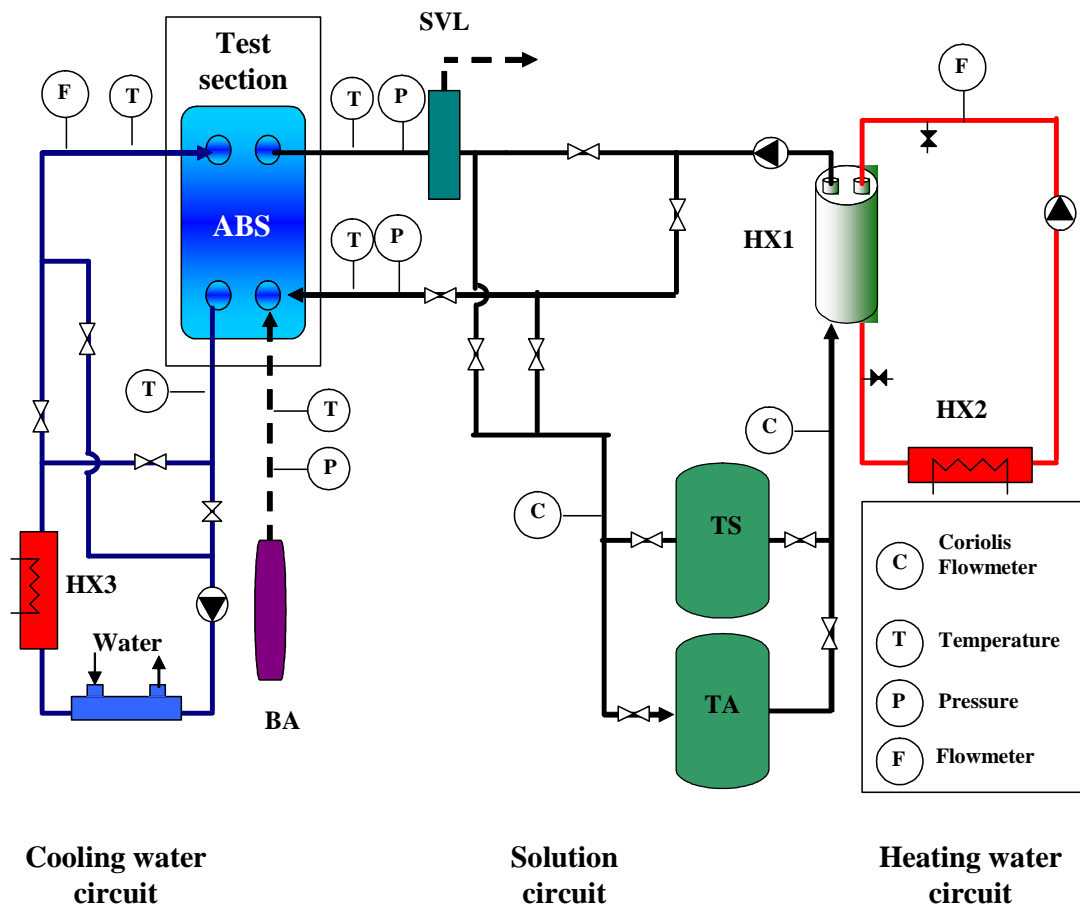 SVL
Test
section
F
T
T
P
F
ABS
HX1
T
P
T
T
P
HX2
C
C
TS
HX3
Water
BA
TA
C
Coriolis
Flowmeter
T
Temperature
P
Pressure
F
Flowmeter
Cooling water
circuit
Solution
circuit
Heating water
circuit